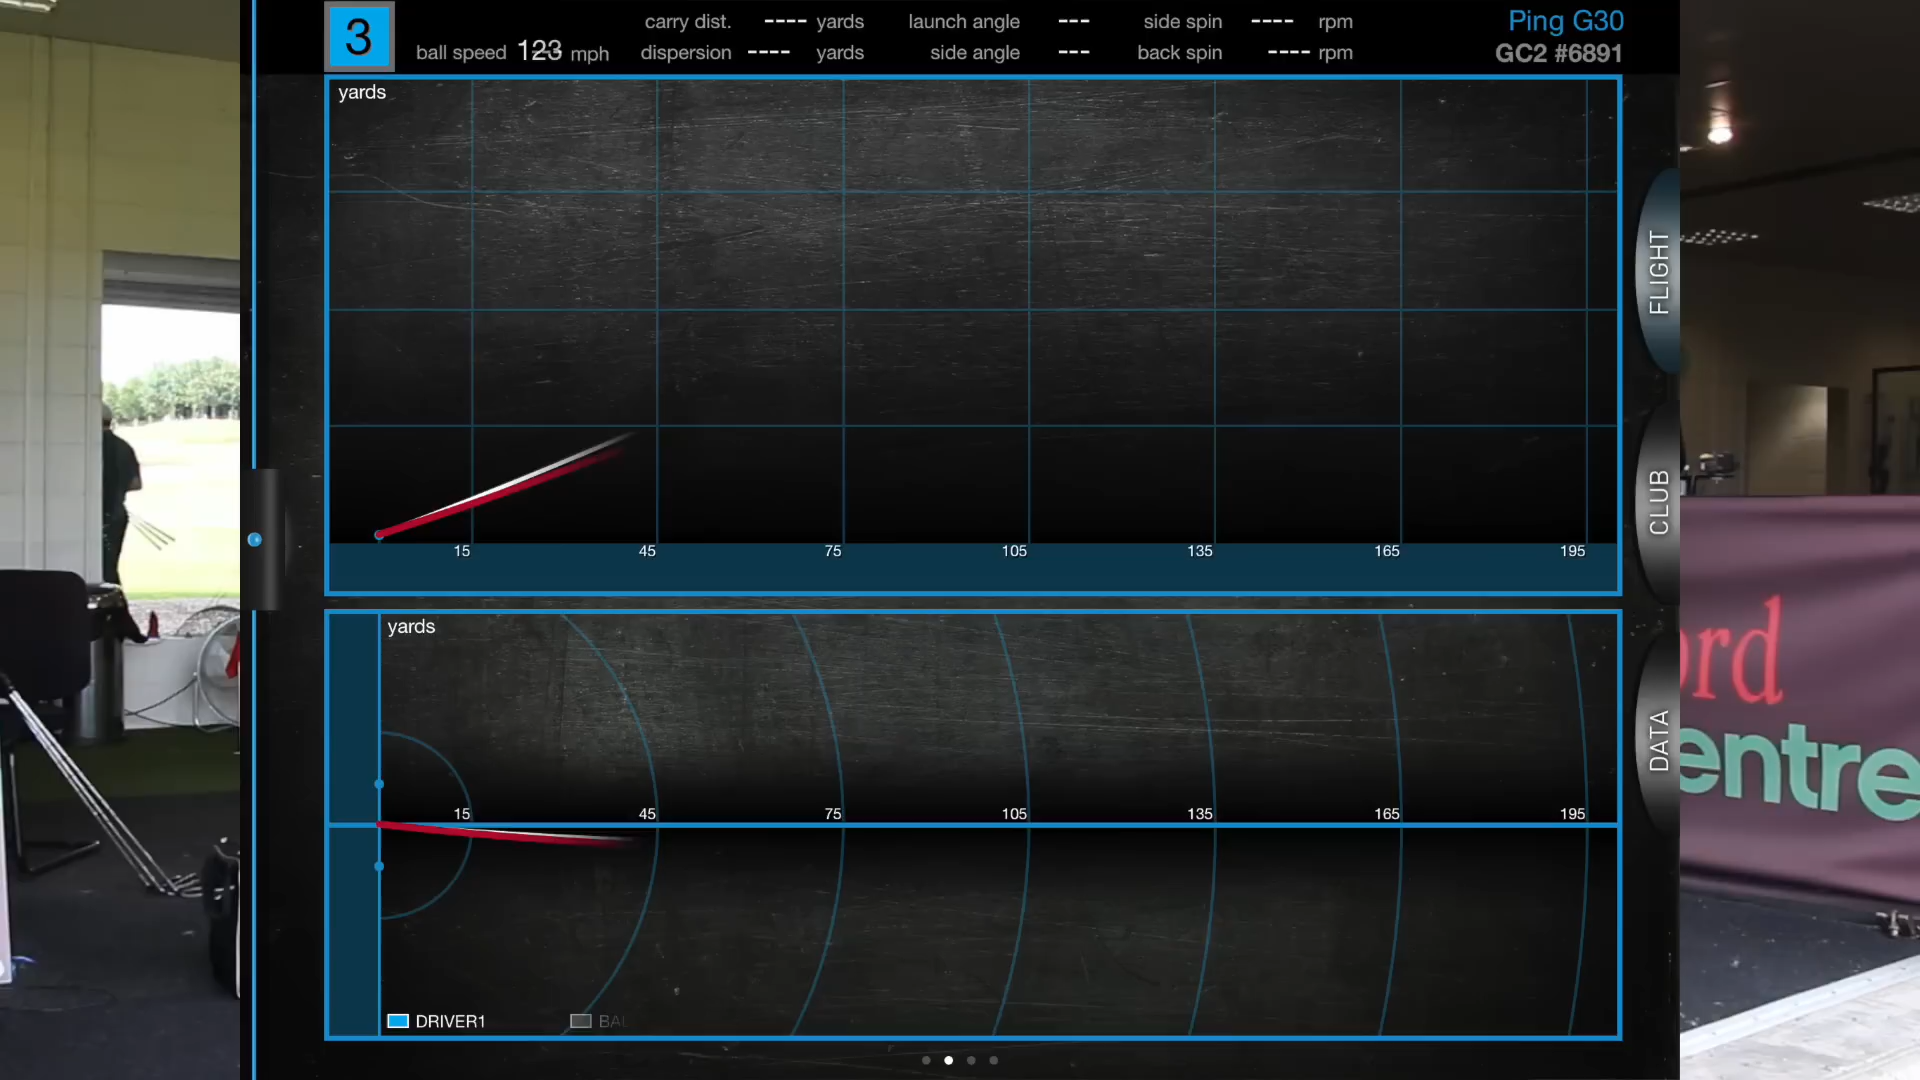 3
carry dist. ---- yards launch angle --- side spin ---- rpm
ball speed 123 mph dispersion ---- yards side angle --- back spin ---- rpm
Ping G30
GC2 #6891
yards
15 45 75 105 135 165 195
FLIGHT
CLUB
DATA
yards
15 45 75 105 135 165 195
DRIVER1
ord
entre